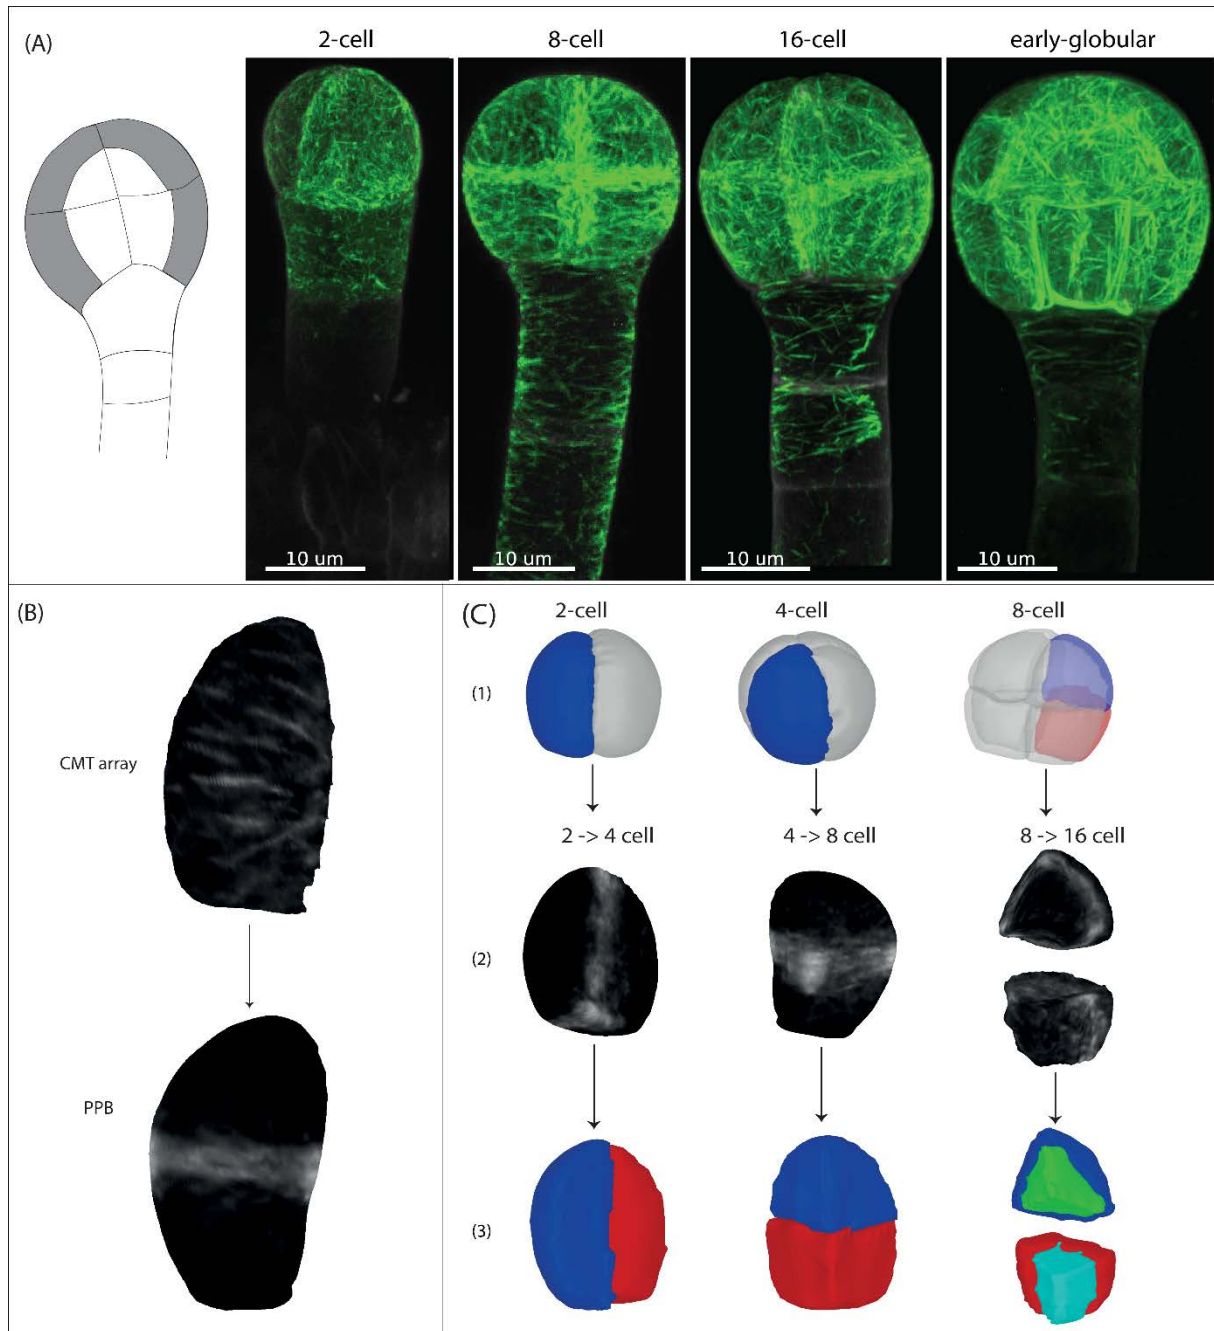 (A)
2-cell
8-cell
16-cell
early-globular
10 um
10 um
10 um
10 um
(B)
CMT array
PPB
(C)
2-cell
4-cell
8-cell
(1)
2 -> 4 cell
4 -> 8 cell
8 -> 16 cell
(2)
(3)